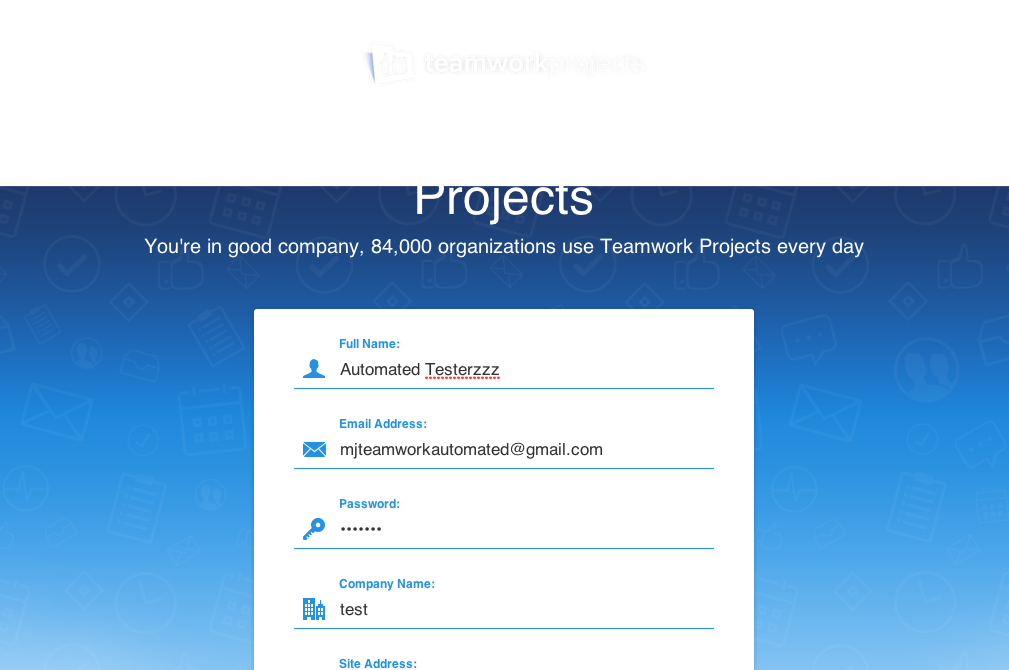 teamworkprojects
Projects
You're in good company, 84,000 organizations use Teamwork Projects every day
Full Name:
Automated Testerzzz
Email Address:
mjteamworkautomated@gmail.com
Password:
•••••••
Company Name:
test
Site Address: